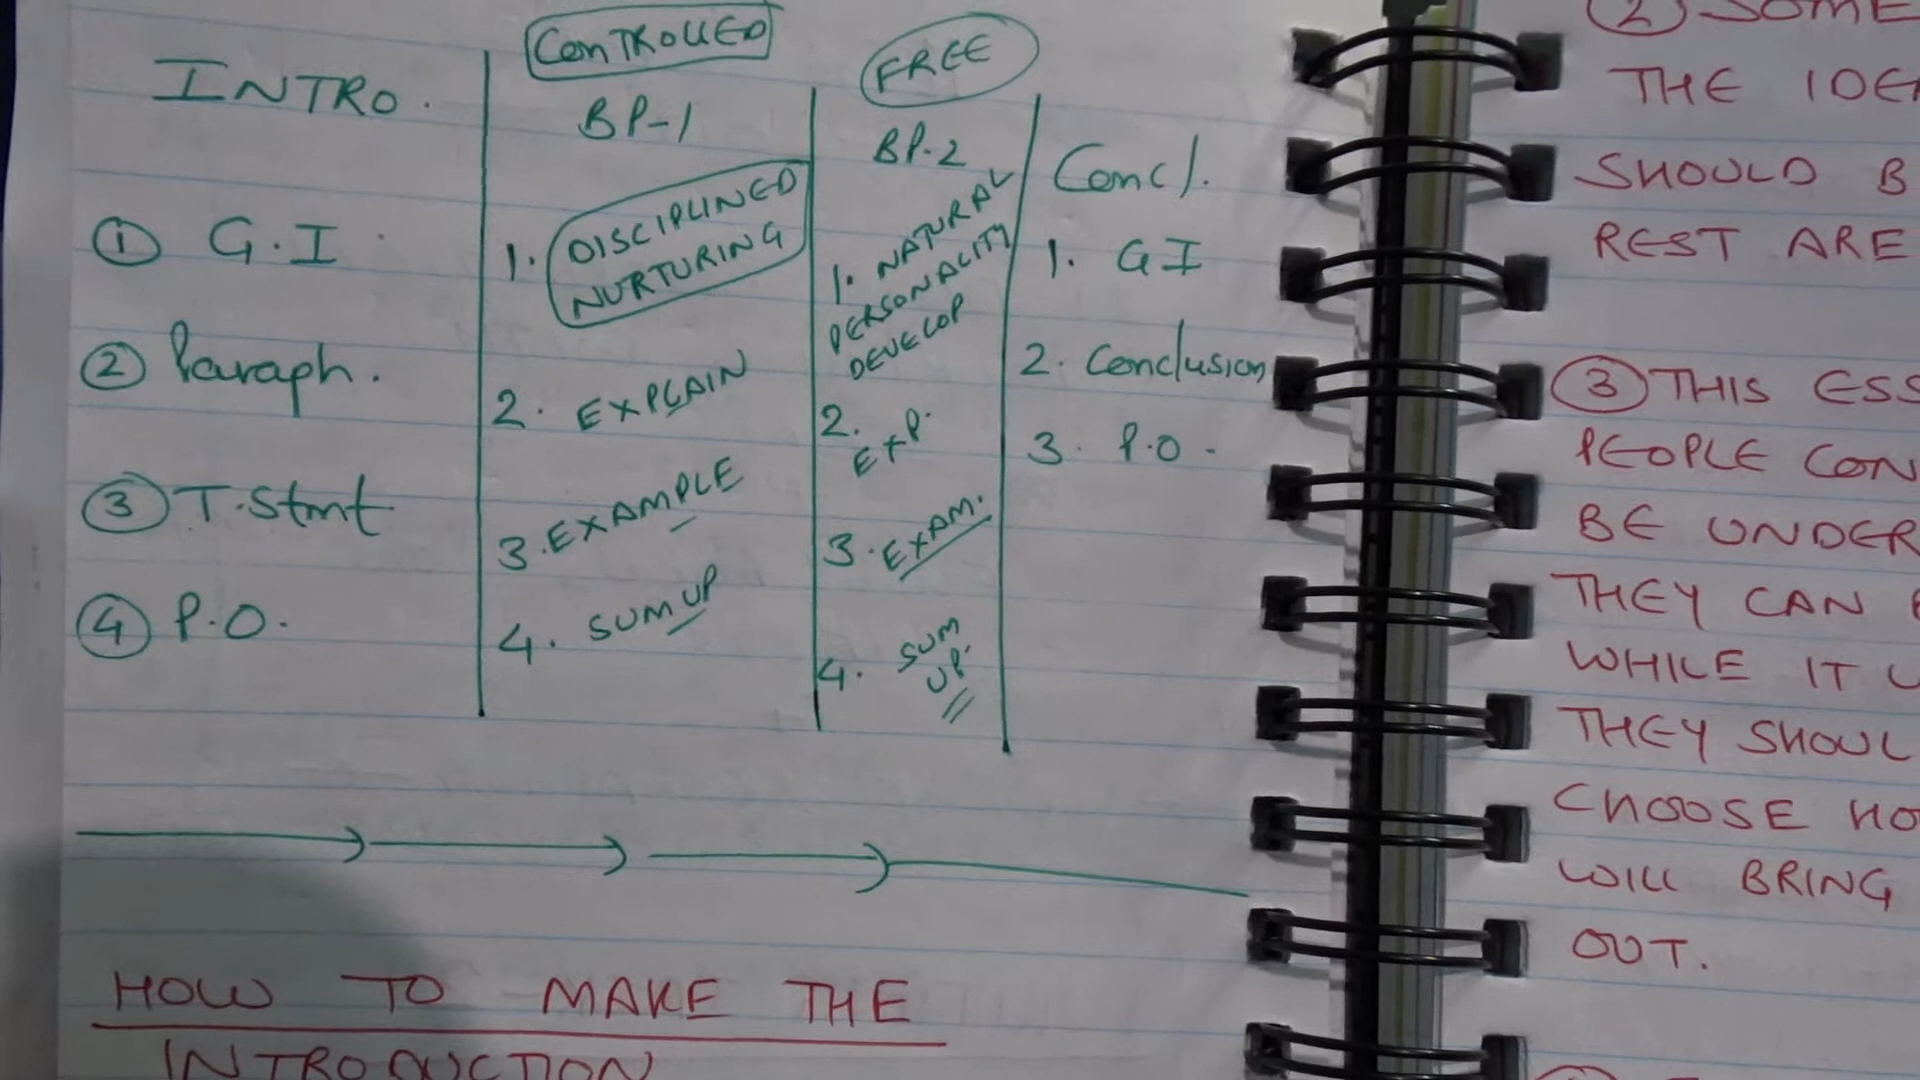 INTRO.
① G.I.
② Paraph.
③ T.Stmt
④ P.O.
CONTROLLED
BP-1
1. DISCIPLINED
NURTURING
2. EXPLAIN
3. EXAMPLE
4. SUM UP
FREE
BP.2
1. NATURAL
PERSONALITY
DEVELOP
2. EXP.
3. EXAM.
4. SUM
UP.
Concl.
1. GI
2. Conclusion
3. P.O.
HOW TO MAKE THE
INTRODUCTION
② SOME
THE IDEA
SHOULD B
REST ARE
③ THIS ESS
PEOPLE CON
BE UNDER
THEY CAN
WHILE IT
THEY SHOUL
CHOOSE HO
WILL BRING
OUT.